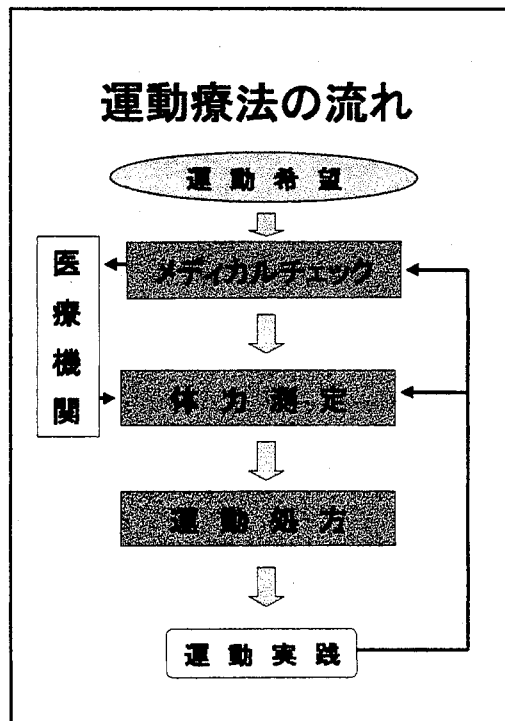 運動療法の流れ
運動希望
メディカルチェック
医療機関
体力測定
運動処方
運動実践